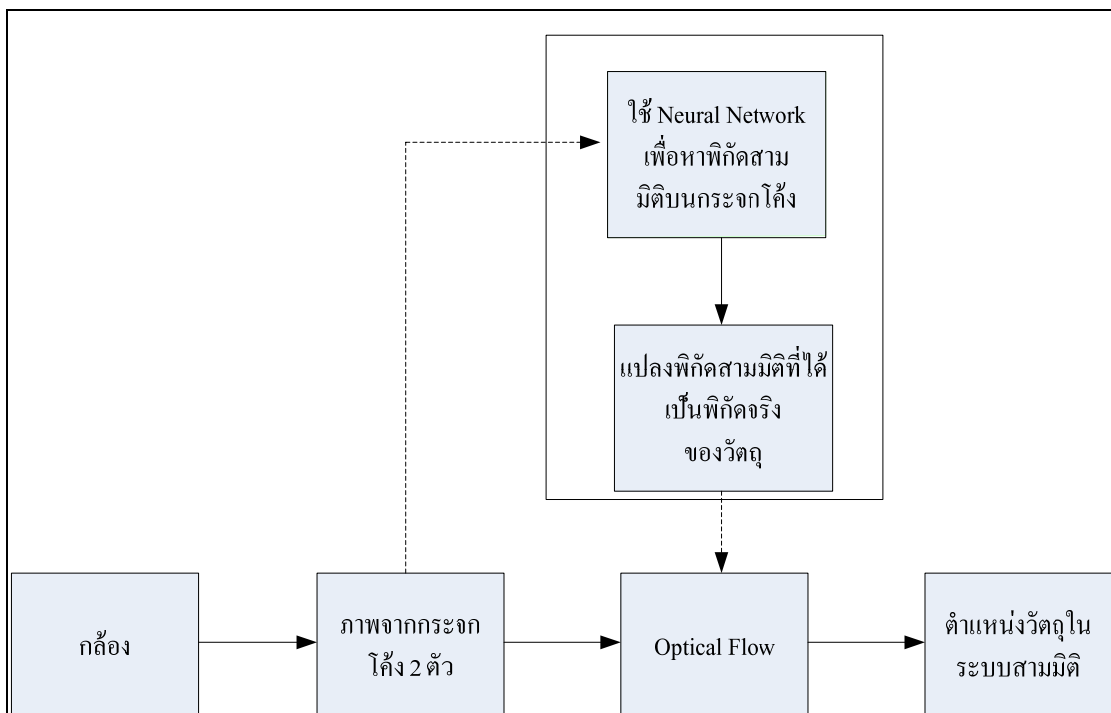 ใช้ Neural Network
เพื่อหาพิกัดสาม
มิติบนกระจกโค้ง
แปลงพิกัดสามมิติที่ได้
เป็นพิกัดจริง
ของวัตถุ
กล้อง
ภาพจากกระจก
โค้ง 2 ตัว
Optical Flow
ตำแหน่งวัตถุใน
ระบบสามมิติ